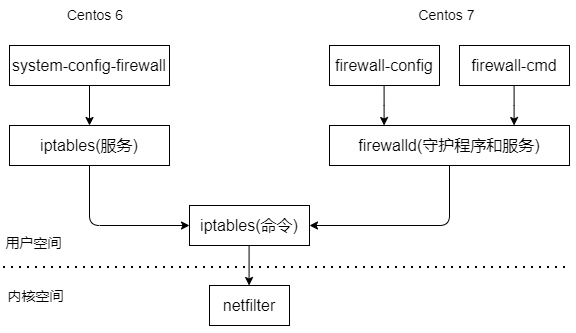 Centos 6
Centos 7
system-config-firewall
firewall-config
firewall-cmd
iptables(服务)
firewalld(守护程序和服务)
iptables(命令)
用户空间
内核空间
netfilter